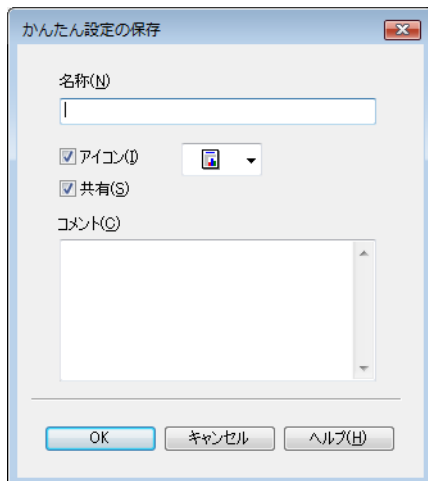 かんたん設定の保存
名称(N)
アイコン(I)
共有(S)
コメント(C)
OK キャンセル ヘルプ(H)